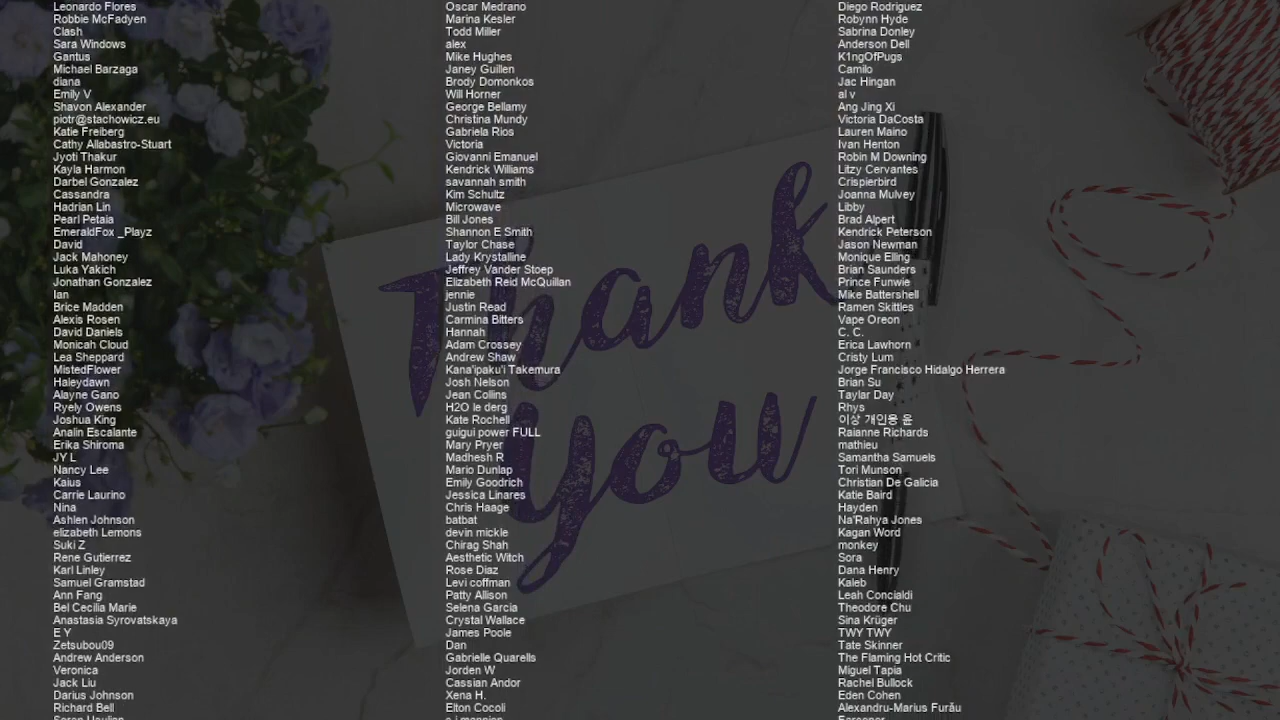 Leonardo Flores
Robbie McFadyen
Clash
Sara Windows
Gantus
Michael Barzaga
diana
Emily V
Shavon Alexander
piotr@stachowicz.eu
Katie Freiberg
Cathy Allabastro-Stuart
Jyoti Thakur
Kayla Harmon
Darbel Gonzalez
Cassandra
Hadrian Lin
Pearl Petaia
EmeraldFox _Playz
David
Jack Mahoney
Luka Yakich
Jonathan Gonzalez
Ian
Brice Madden
Alexis Rosen
David Daniels
Monicah Cloud
Lea Sheppard
MistedFlower
Haleydawn
Alayne Gano
Ryely Owens
Joshua King
Analin Escalante
Erika Shiroma
JY L
Nancy Lee
Kaius
Carrie Laurino
Nina
Ashlen Johnson
elizabeth Lemons
Suki Z
Rene Gutierrez
Karl Linley
Samuel Gramstad
Ann Fang
Bel Cecilia Marie
Anastasia Syrovatskaya
E Y
Zetsubou09
Andrew Anderson
Veronica
Jack Liu
Darius Johnson
Richard Bell
Oscar Medrano
Marina Kesler
Todd Miller
alex
Mike Hughes
Janey Guillen
Brody Domonkos
Will Horner
George Bellamy
Christina Mundy
Gabriela Rios
Victoria
Giovanni Emanuel
Kendrick Williams
savannah smith
Kim Schultz
Microwave
Bill Jones
Shannon E Smith
Taylor Chase
Lady Krystalline
Jeffrey Vander Stoep
Elizabeth Reid McQuillan
jennie
Justin Read
Carmina Bitters
Hannah
Adam Crossey
Andrew Shaw
Kana'ipaku'i Takemura
Josh Nelson
Jean Collins
H2O le derg
Kate Rochell
guigui power FULL
Mary Pryer
Madhesh R
Mario Dunlap
Emily Goodrich
Jessica Linares
Chris Haage
batbat
devin mickle
Chirag Shah
Aesthetic Witch
Rose Diaz
Levi coffman
Patty Allison
Selena Garcia
Crystal Wallace
James Poole
Dan
Gabrielle Quarells
Jorden W
Cassian Andor
Xena H.
Elton Cocoli
Diego Rodriguez
Robynn Hyde
Sabrina Donley
Anderson Dell
K1ngOfPugs
Camilo
Jac Hingan
al v
Ang Jing Xi
Victoria DaCosta
Lauren Maino
Ivan Henton
Robin M Downing
Litzy Cervantes
Crispierbird
Joanna Mulvey
Libby
Brad Alpert
Kendrick Peterson
Jason Newman
Monique Elling
Brian Saunders
Prince Funwie
Mike Battershell
Ramen Skittles
Vape Oreon
C. C.
Erica Lawhorn
Cristy Lum
Jorge Francisco Hidalgo Herrera
Brian Su
Taylar Day
Rhys
이상 개인용 윤
Raianne Richards
mathieu
Samantha Samuels
Tori Munson
Christian De Galicia
Katie Baird
Hayden
Na'Rahya Jones
Kagan Word
monkey
Sora
Dana Henry
Kaleb
Leah Concialdi
Theodore Chu
Sina Krüger
TWY TWY
Tate Skinner
The Flaming Hot Critic
Miguel Tapia
Rachel Bullock
Eden Cohen
Alexandru-Marius Furău
Thank
you